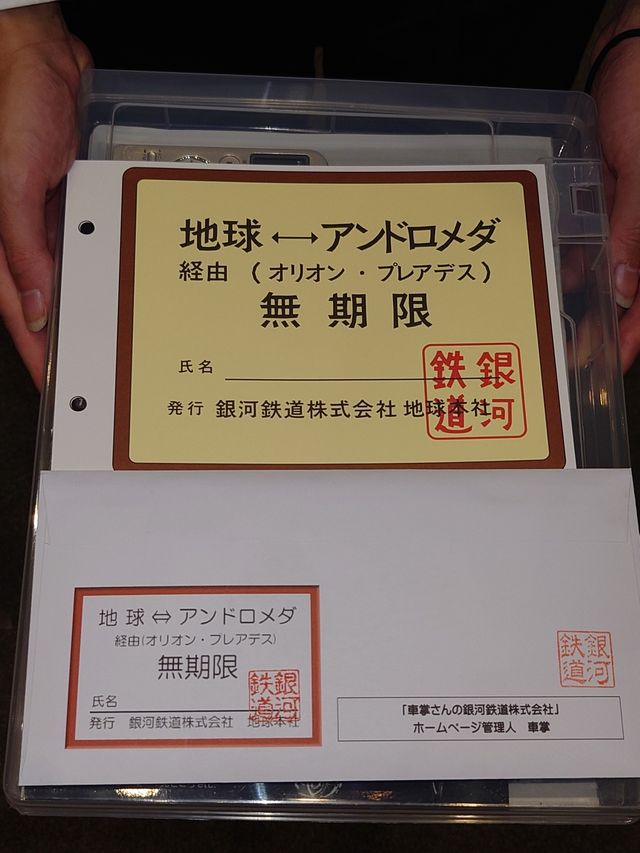 地球⟷アンドロメダ
経由 (オリオン・プレアデス)
無期限
氏名
発行 銀河鉄道株式会社 地球本社
銀河鉄道
地球⇔アンドロメダ
経由(オリオン・プレアデス)
無期限
氏名
発行 銀河鉄道株式会社 地球本社
銀河鉄道
銀河鉄道
「車掌さんの銀河鉄道株式会社」
ホームページ管理人 車掌